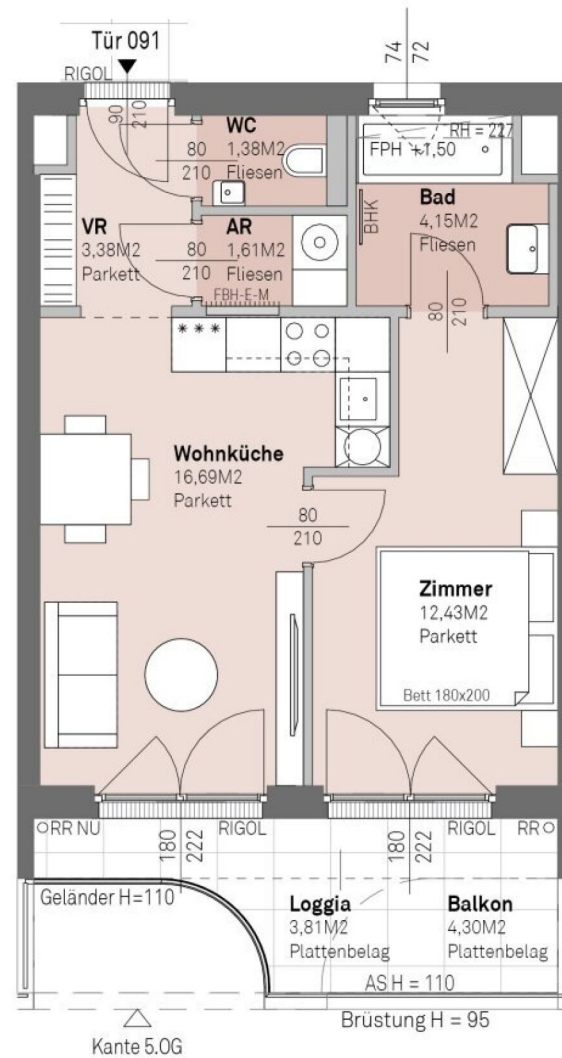 Tür 091
RIGOL
90
210
74
72
WC
1,38M2
Fliesen
80
210
RH = 227
FPH +1,50
Bad
4,15M2
Fliesen
BHK
VR
3,38M2
Parkett
AR
1,61M2
Fliesen
80
210
FBH-E-M
80
210
***
Wohnküche
16,69M2
Parkett
80
210
Zimmer
12,43M2
Parkett
Bett 180x200
RR NU
180
222
RIGOL
180
222
RIGOL
RR
Geländer H=110
Loggia
3,81M2
Plattenbelag
Balkon
4,30M2
Plattenbelag
AS H = 110
Brüstung H = 95
Kante 5.OG